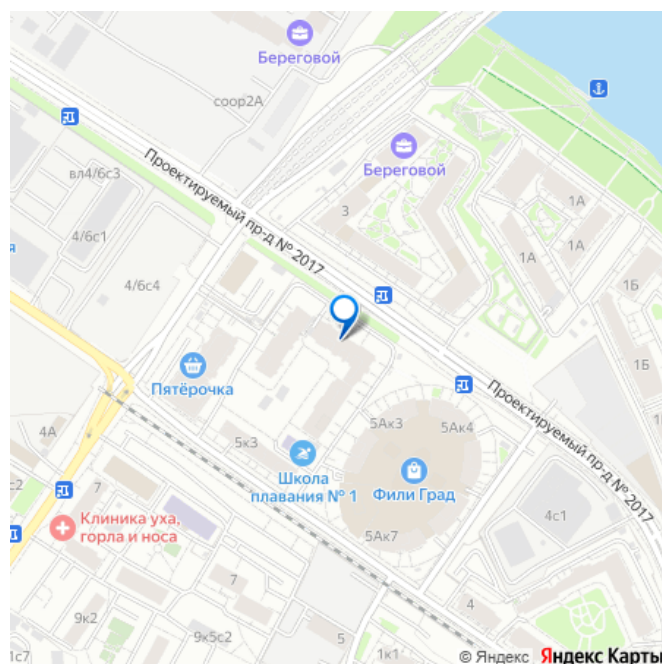 Береговой
соор2А
Береговой
Проектируемый пр-д № 2017
вл4/6с3
3
1А
4/6с1
1А
1А
я
4/6с4
1Б
1Б
Пятёрочка
5Ак3
5Ак4
Проектируемый пр-д № 2017
4А
5к3
Школа
плавания № 1
Фили Град
с2
7
Клиника уха,
горла и носа
4с1
5Ак7
7
4
9к2
9к5с2
5
1к1
1с7
© Яндекс Яндекс Карты